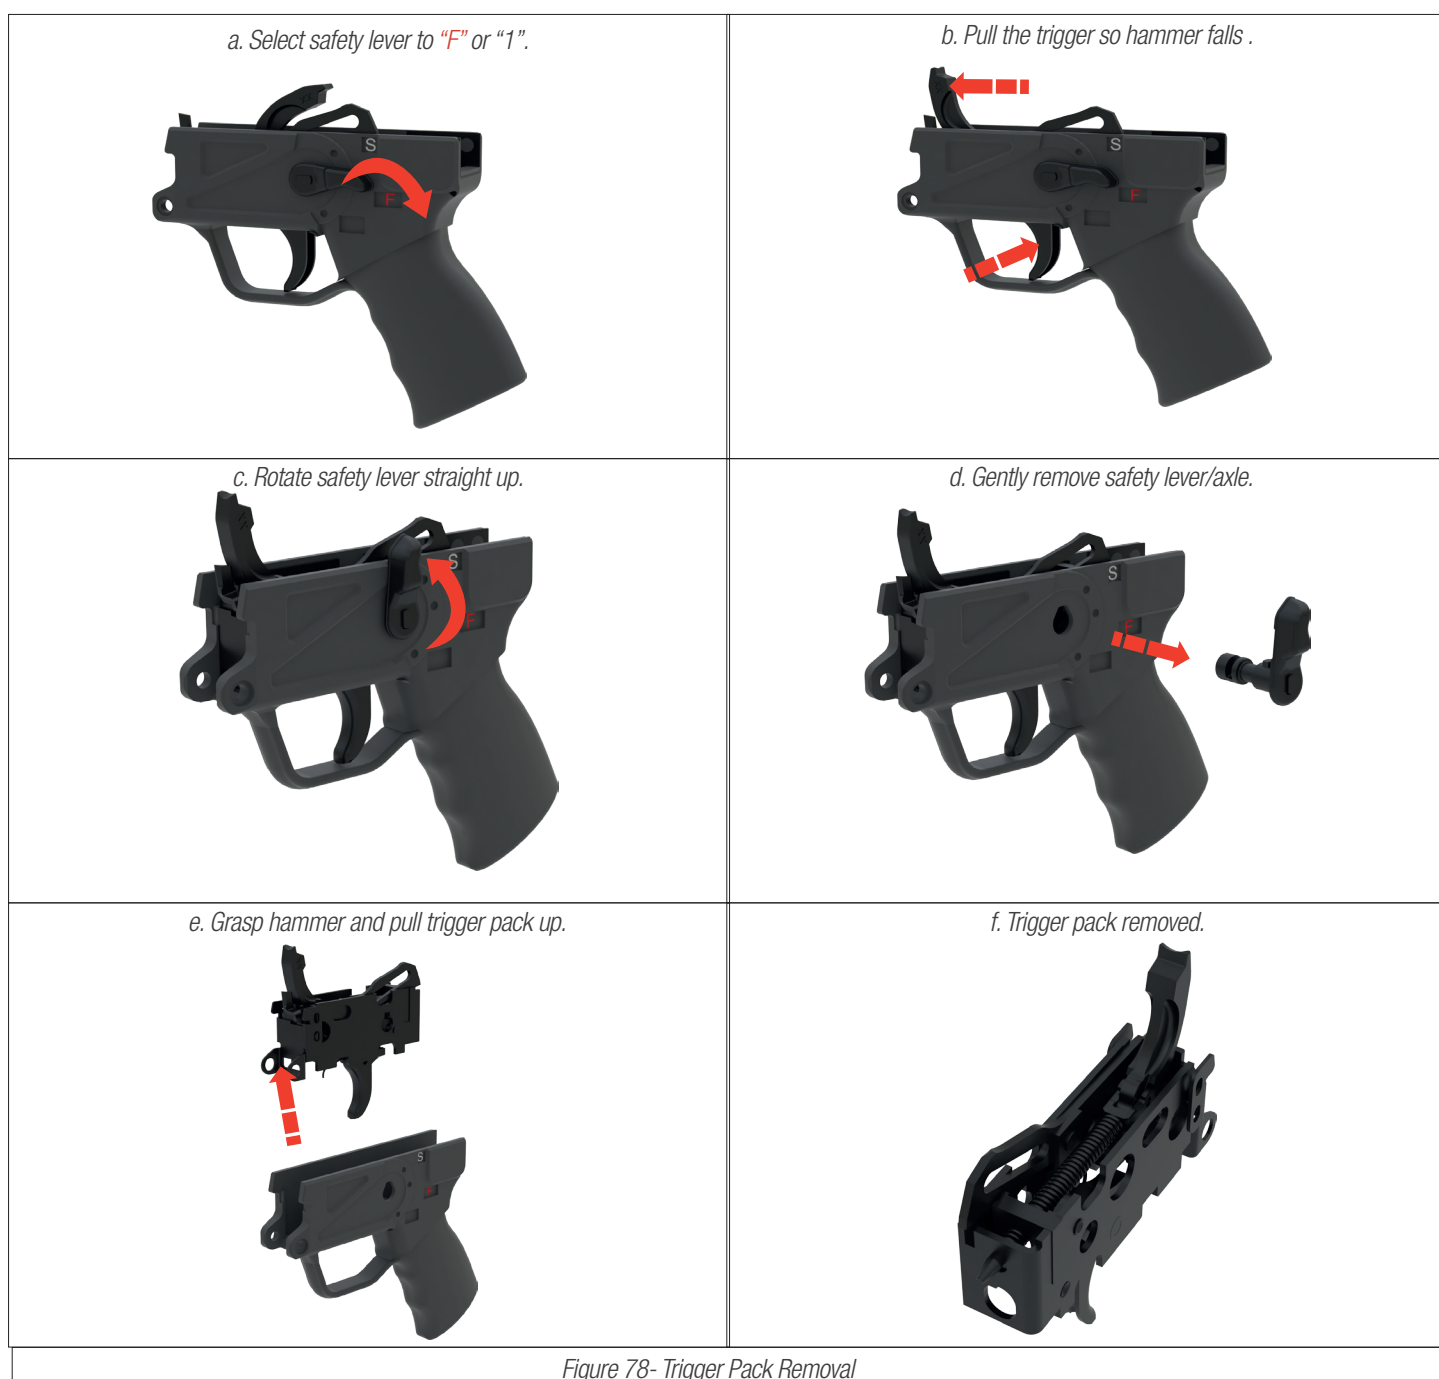 a. Select safety lever to “F” or “1”.
S
F
b. Pull the trigger so hammer falls .
S
F
c. Rotate safety lever straight up.
S
F
d. Gently remove safety lever/axle.
S
F
e. Grasp hammer and pull trigger pack up.
S
F
f. Trigger pack removed.
Figure 78- Trigger Pack Removal